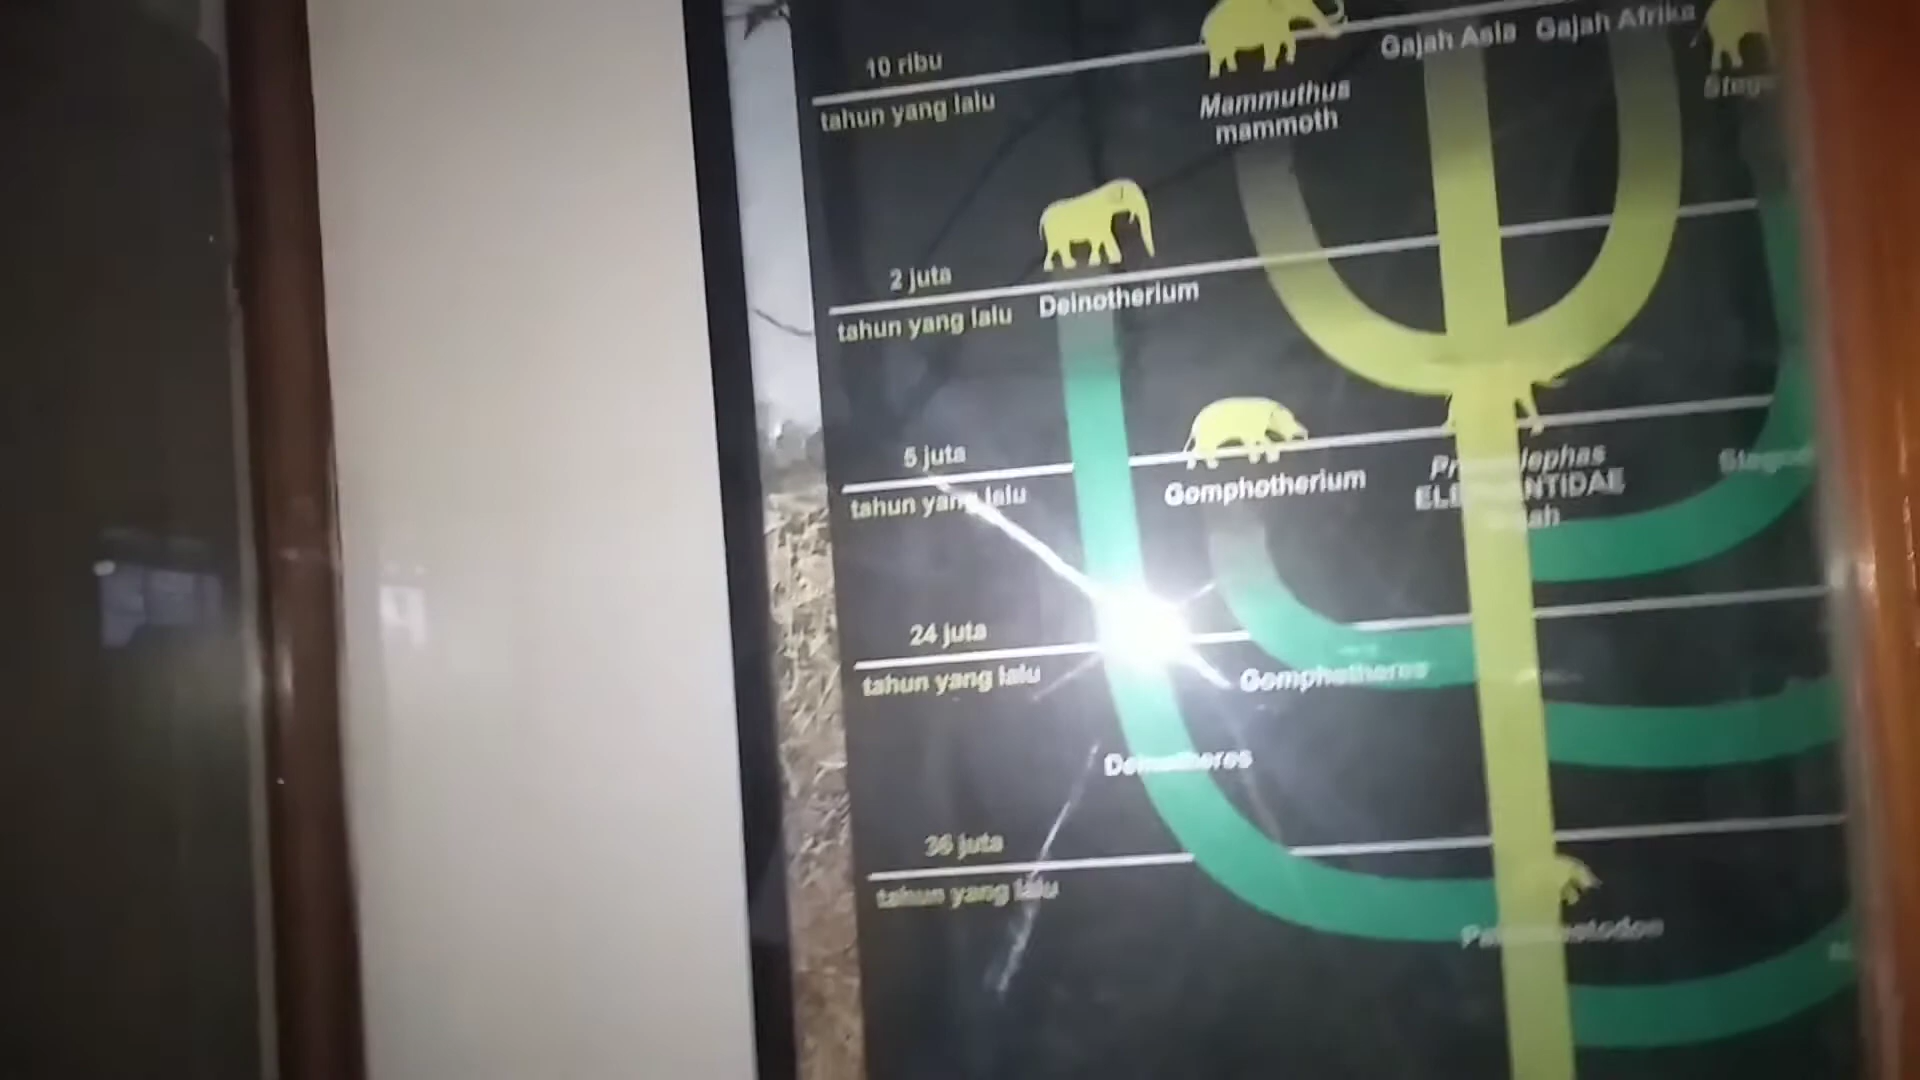 10 ribu
tahun yang lalu
Mammuthus
mammoth
Gajah Asia
Gajah Afrika
2 juta
tahun yang lalu
Deinotherium
5 juta
tahun yang lalu
Gomphotherium
24 juta
tahun yang lalu
Gomphotheres
36 juta
tahun yang lalu